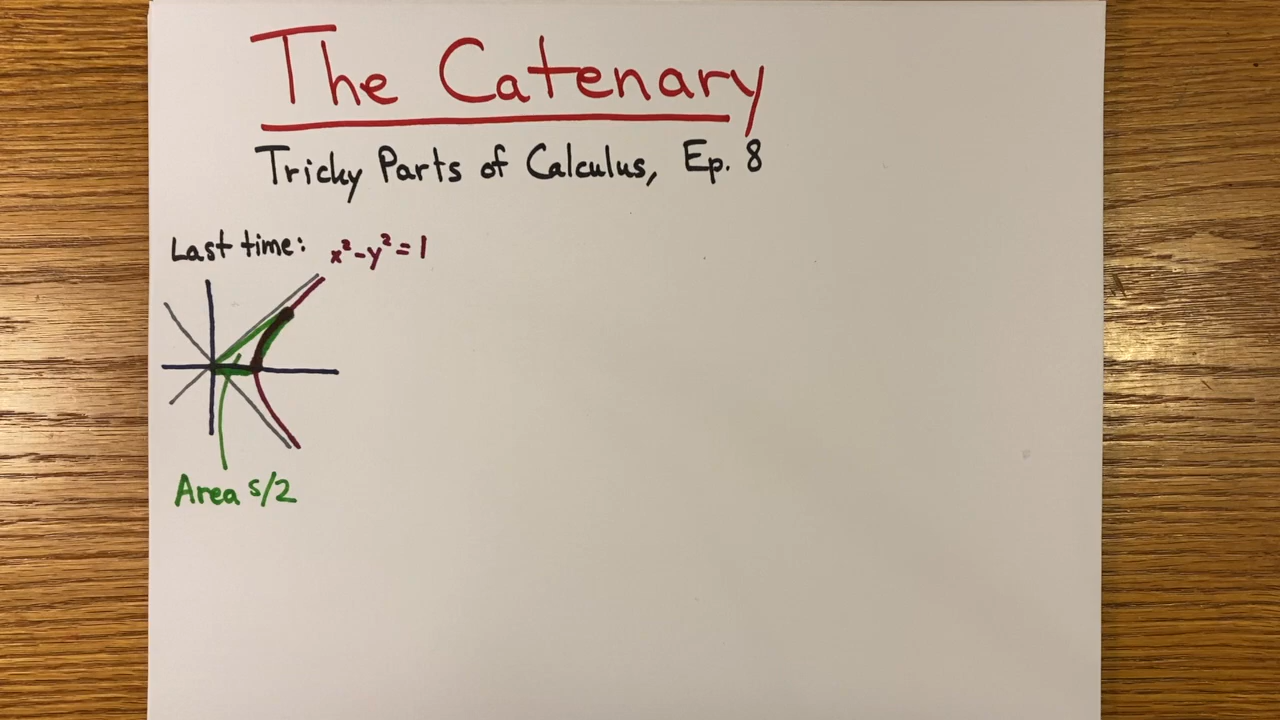 The Catenary
Tricky Parts of Calculus, Ep. 8
Last time: x²-y²=1
Area s/2